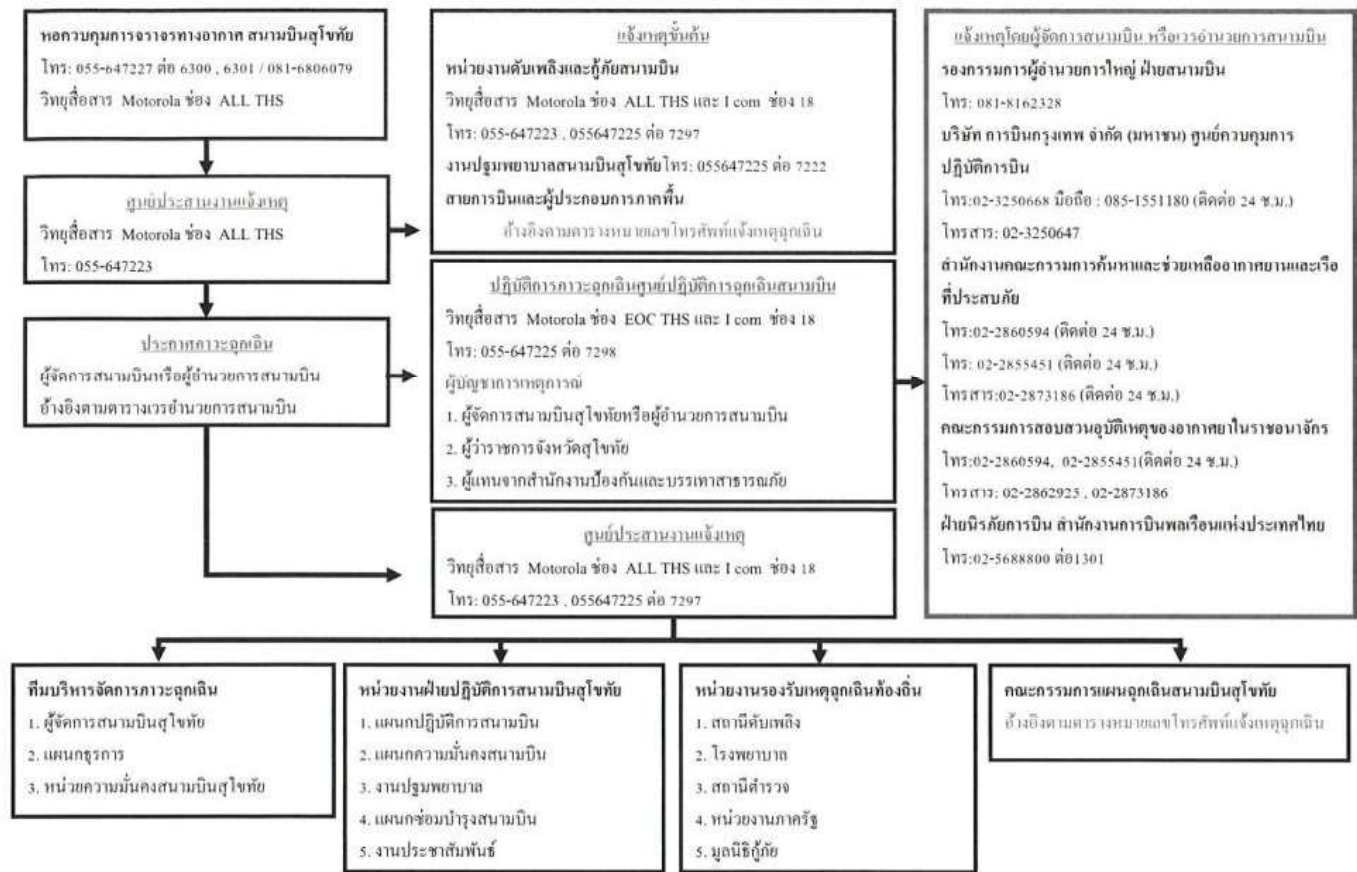 หอควบคุมการจราจรทางอากาศ สนามบินสุโขทัย
โทร: 055-647227 ต่อ 6300 , 6301 / 081-6806079
วิทยุสื่อสาร Motorola ช่อง ALL THS
ศูนย์ประสานงานแจ้งเหตุ
วิทยุสื่อสาร Motorola ช่อง ALL THS
โทร: 055-647223
ประกาศภาวะฉุกเฉิน
ผู้จัดการสนามบินหรือผู้อำนวยการสนามบิน
อ้างอิงตามตารางเวรอำนวยการสนามบิน
แจ้งเหตุขั้นต้น
หน่วยงานดับเพลิงและกู้ภัยสนามบิน
วิทยุสื่อสาร Motorola ช่อง ALL THS และ I com ช่อง 18
โทร: 055-647223 , 055647225 ต่อ 7297
งานปฐมพยาบาลสนามบินสุโขทัยโทร: 055647225 ต่อ 7222
สายการบินและผู้ประกอบการภาคพื้น
อ้างอิงตามตารางหมายเลขโทรศัพท์แจ้งเหตุฉุกเฉิน
ปฏิบัติการภาวะฉุกเฉินศูนย์ปฏิบัติการฉุกเฉินสนามบิน
วิทยุสื่อสาร Motorola ช่อง EOC THS และ I com ช่อง 18
โทร: 055-647225 ต่อ 7298
ผู้บัญชาการเหตุการณ์
1. ผู้จัดการสนามบินสุโขทัยหรือผู้อำนวยการสนามบิน
2. ผู้ว่าราชการจังหวัดสุโขทัย
3. ผู้แทนจากสำนักงานป้องกันและบรรเทาสาธารณภัย
ศูนย์ประสานงานแจ้งเหตุ
วิทยุสื่อสาร Motorola ช่อง ALL THS และ I com ช่อง 18
โทร: 055-647223 , 055647225 ต่อ 7297
แจ้งเหตุโดยผู้จัดการสนามบิน หรือเวรอำนวยการสนามบิน
รองกรรมการผู้อำนวยการใหญ่ ฝ่ายสนามบิน
โทร: 081-8162328
บริษัท การบินกรุงเทพ จำกัด (มหาชน) ศูนย์ควบคุมการ
ปฏิบัติการบิน
โทร:02-3250668 มือถือ : 085-1551180 (ติดต่อ 24 ช.ม.)
โทรสาร: 02-3250647
สำนักงานคณะกรรมการค้นหาและช่วยเหลืออากาศยานและเรือ
ที่ประสบภัย
โทร:02-2860594 (ติดต่อ 24 ช.ม.)
โทร: 02-2855451 (ติดต่อ 24 ช.ม.)
โทรสาร:02-2873186 (ติดต่อ 24 ช.ม.)
คณะกรรมการสอบสวนอุบัติเหตุของอากาศยาในราชอนาจักร
โทร:02-2860594, 02-2855451(ติดต่อ 24 ช.ม.)
โทรสาร: 02-2862925 , 02-2873186
ฝ่ายนิรภัยการบิน สำนักงานการบินพลเรือนแห่งประเทศไทย
โทร:02-5688800 ต่อ1301
ทีมบริหารจัดการภาวะฉุกเฉิน
1. ผู้จัดการสนามบินสุโขทัย
2. แผนกธุรการ
3. หน่วยความมั่นคงสนามบินสุโขทัย
หน่วยงานฝ่ายปฏิบัติการสนามบินสุโขทัย
1. แผนกปฏิบัติการสนามบิน
2. แผนกความมั่นคงสนามบิน
3. งานปฐมพยาบาล
4. แผนกซ่อมบำรุงสนามบิน
5. งานประชาสัมพันธ์
หน่วยงานรองรับเหตุฉุกเฉินท้องถิ่น
1. สถานีดับเพลิง
2. โรงพยาบาล
3. สถานีตำรวจ
4. หน่วยงานภาครัฐ
5. มูลนิธิกู้ภัย
คณะกรรมการแผนฉุกเฉินสนามบินสุโขทัย
อ้างอิงตามตารางหมายเลขโทรศัพท์แจ้งเหตุฉุกเฉิน